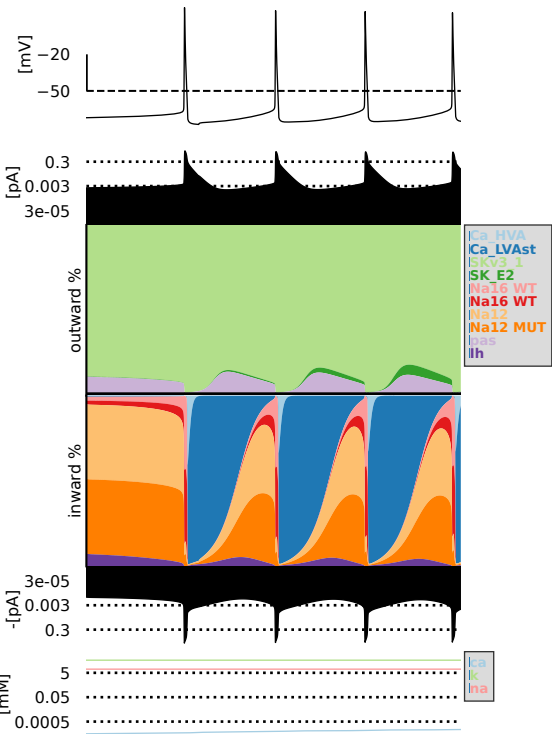 [mV]
−20
−50
[pA]
0.3
0.003
3e-05
outward %
Ca_HVA
Ca_LVAst
SKv3_1
SK_E2
Na16 WT
Na16 WT
Na12
Na12 MUT
pas
Ih
inward %
-[pA]
3e-05
0.003
0.3
[mM]
5
0.05
0.0005
ca
k
na